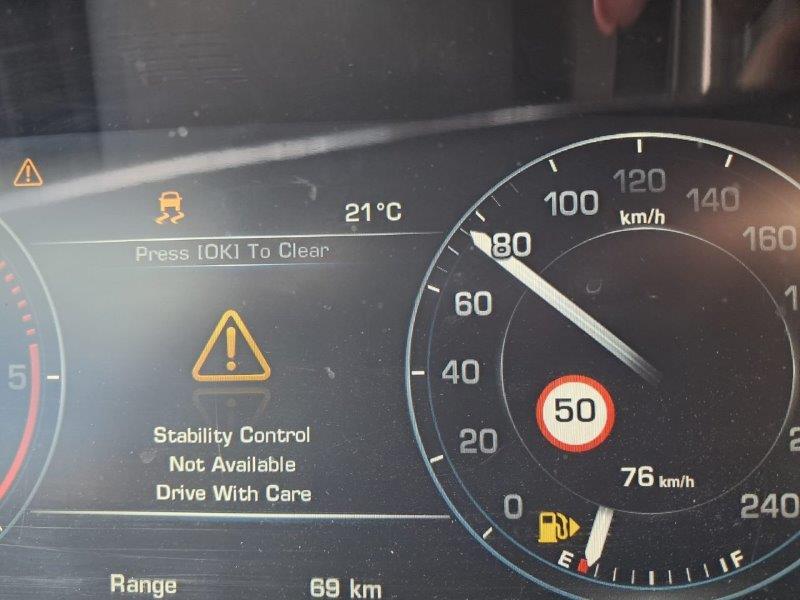 21°C
Press [OK] To Clear
Stability Control
Not Available
Drive With Care
Range 69 km
5
0
20
40
60
80
100
120
140
160
240
km/h
50
76 km/h
E
F